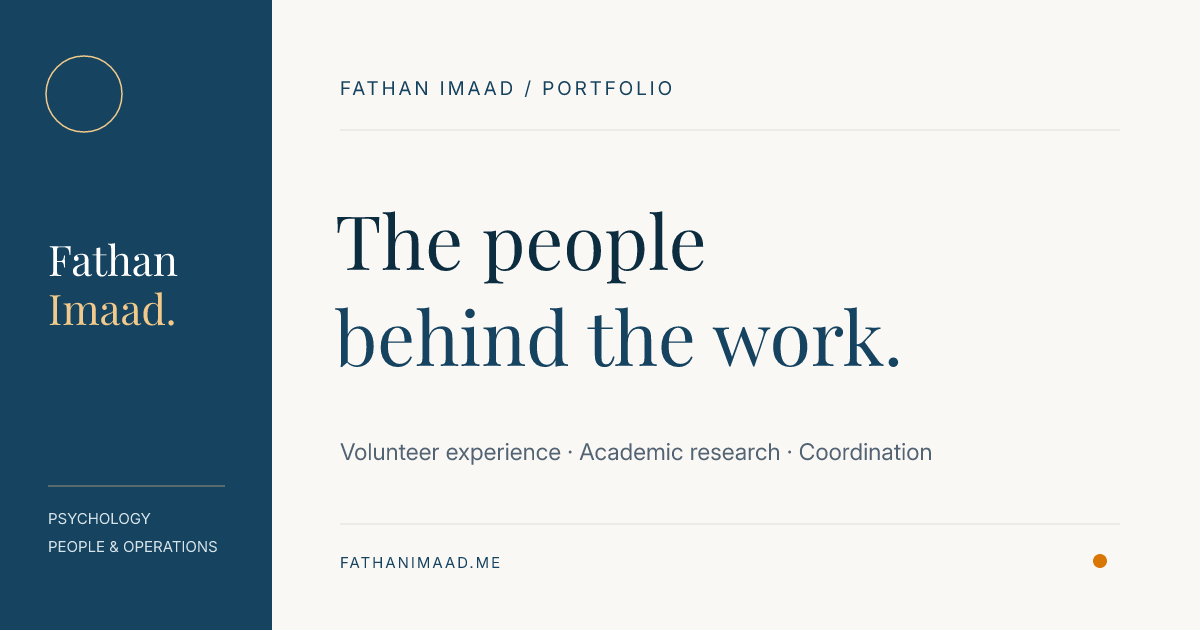 Fathan
Imaad.
PSYCHOLOGY
PEOPLE & OPERATIONS
FATHAN IMAAD / PORTFOLIO
The people
behind the work.
Volunteer experience · Academic research · Coordination
FATHANIMAAD.ME